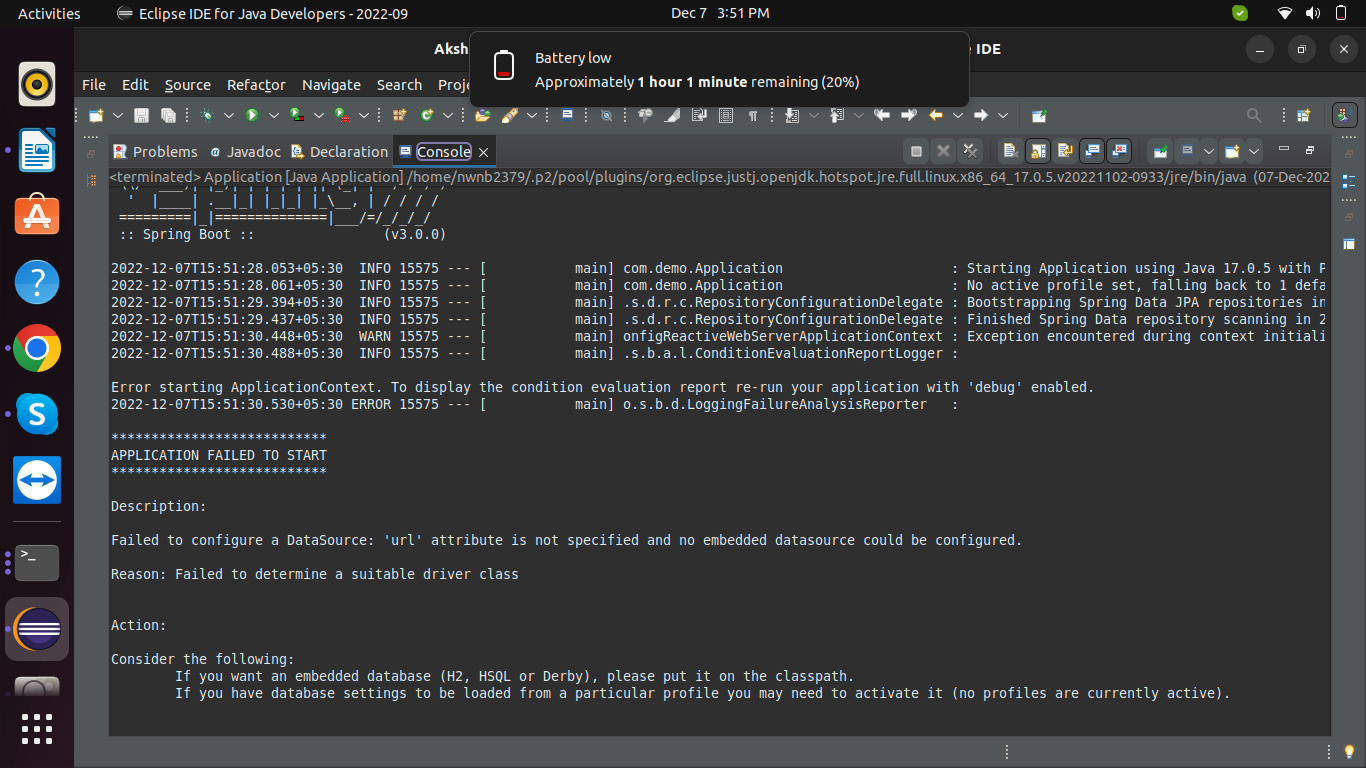 Activities
Eclipse IDE for Java Developers - 2022-09
Dec 7 3:51 PM
Aksh
e IDE
Battery low
Approximately 1 hour 1 minute remaining (20%)
File Edit Source Refactor Navigate Search Proje
Problems Javadoc Declaration Console
<terminated> Application [Java Application] /home/nwnb2379/.p2/pool/plugins/org.eclipse.justj.openjdk.hotspot.jre.full.linux.x86_64_17.0.5.v20221102-0933/jre/bin/java (07-Dec-202
  '  |____| .__|_| |_|_| |_\__, | / / / /
 =========|_|==============|___/=/_/_/_/
 :: Spring Boot ::                (v3.0.0)
2022-12-07T15:51:28.053+05:30  INFO 15575 --- [           main] com.demo.Application                     : Starting Application using Java 17.0.5 with P
2022-12-07T15:51:28.061+05:30  INFO 15575 --- [           main] com.demo.Application                     : No active profile set, falling back to 1 defa
2022-12-07T15:51:29.394+05:30  INFO 15575 --- [           main] .s.d.r.c.RepositoryConfigurationDelegate : Bootstrapping Spring Data JPA repositories in
2022-12-07T15:51:29.437+05:30  INFO 15575 --- [           main] .s.d.r.c.RepositoryConfigurationDelegate : Finished Spring Data repository scanning in 2
2022-12-07T15:51:30.448+05:30  WARN 15575 --- [           main] onfigReactiveWebServerApplicationContext : Exception encountered during context initiali
2022-12-07T15:51:30.488+05:30  INFO 15575 --- [           main] .s.b.a.l.ConditionEvaluationReportLogger :
Error starting ApplicationContext. To display the condition evaluation report re-run your application with 'debug' enabled.
2022-12-07T15:51:30.530+05:30 ERROR 15575 --- [           main] o.s.b.d.LoggingFailureAnalysisReporter   :
***************************
APPLICATION FAILED TO START
***************************
Description:
Failed to configure a DataSource: 'url' attribute is not specified and no embedded datasource could be configured.
Reason: Failed to determine a suitable driver class
Action:
Consider the following:
If you want an embedded database (H2, HSQL or Derby), please put it on the classpath.
If you have database settings to be loaded from a particular profile you may need to activate it (no profiles are currently active).